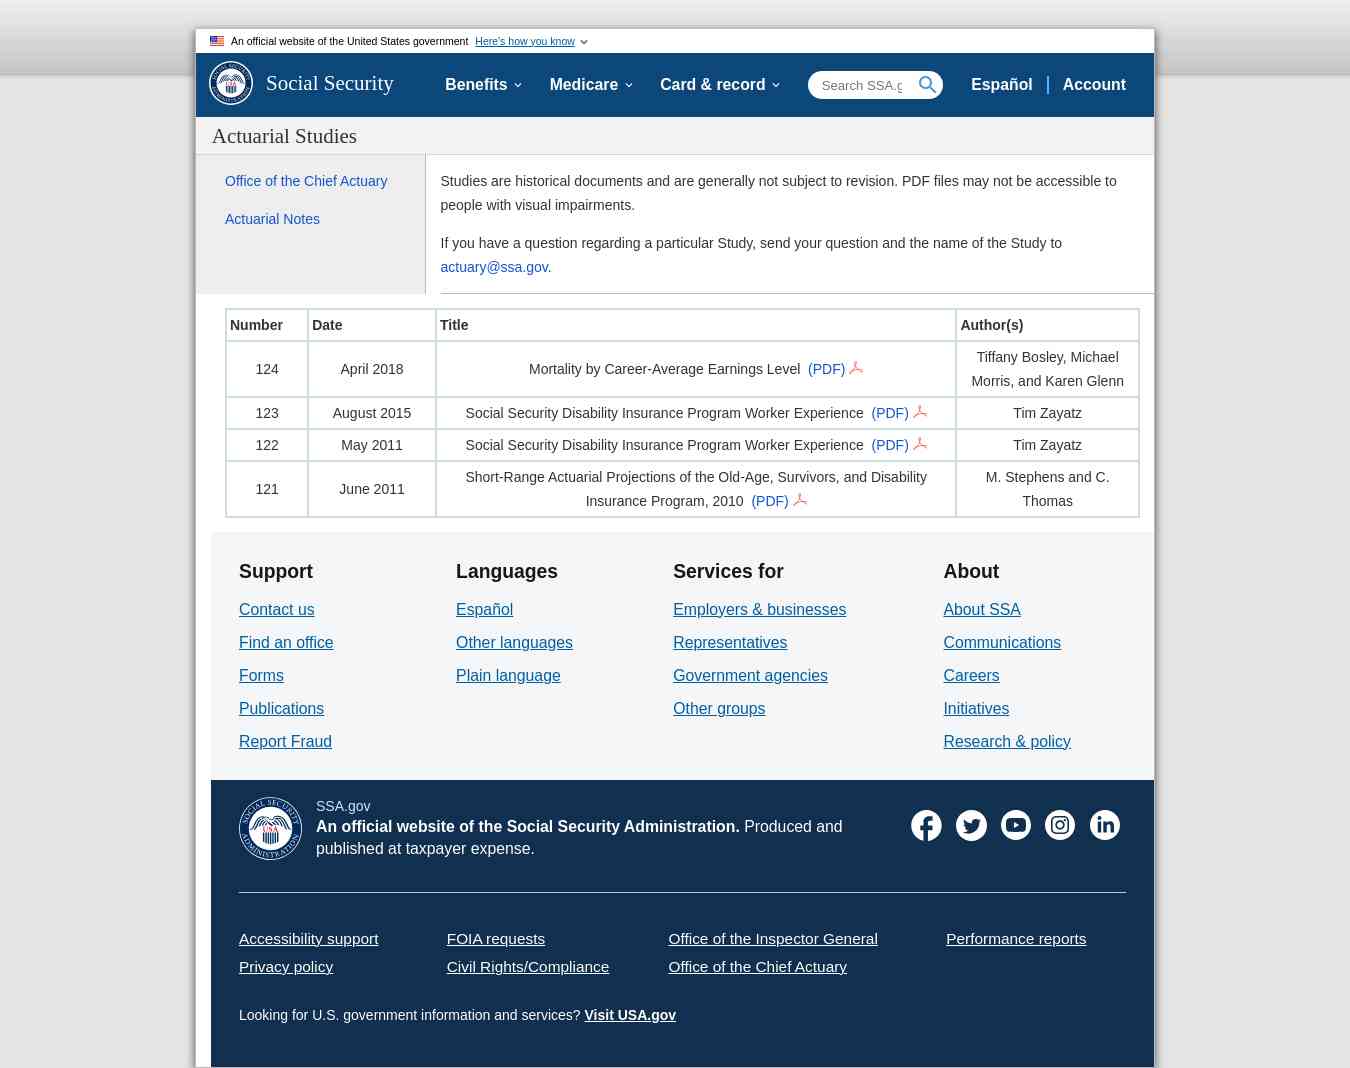 An official website of the United States government Here's how you know
Social Security
Benefits
Medicare
Card & record
Search SSA.g
Español
Account
Actuarial Studies
Office of the Chief Actuary
Actuarial Notes
Studies are historical documents and are generally not subject to revision. PDF files may not be accessible to
people with visual impairments.
If you have a question regarding a particular Study, send your question and the name of the Study to
actuary@ssa.gov.
Number Date Title Author(s)
124 April 2018 Mortality by Career-Average Earnings Level (PDF) Tiffany Bosley, Michael
Morris, and Karen Glenn
123 August 2015 Social Security Disability Insurance Program Worker Experience (PDF) Tim Zayatz
122 May 2011 Social Security Disability Insurance Program Worker Experience (PDF) Tim Zayatz
121 June 2011 Short-Range Actuarial Projections of the Old-Age, Survivors, and Disability
Insurance Program, 2010 (PDF) M. Stephens and C.
Thomas
Support
Contact us
Find an office
Forms
Publications
Report Fraud
Languages
Español
Other languages
Plain language
Services for
Employers & businesses
Representatives
Government agencies
Other groups
About
About SSA
Communications
Careers
Initiatives
Research & policy
SOCIAL SECURITY
USA
ADMINISTRATION
SSA.gov
An official website of the Social Security Administration. Produced and
published at taxpayer expense.
Accessibility support
Privacy policy
FOIA requests
Civil Rights/Compliance
Office of the Inspector General
Office of the Chief Actuary
Performance reports
Looking for U.S. government information and services? Visit USA.gov